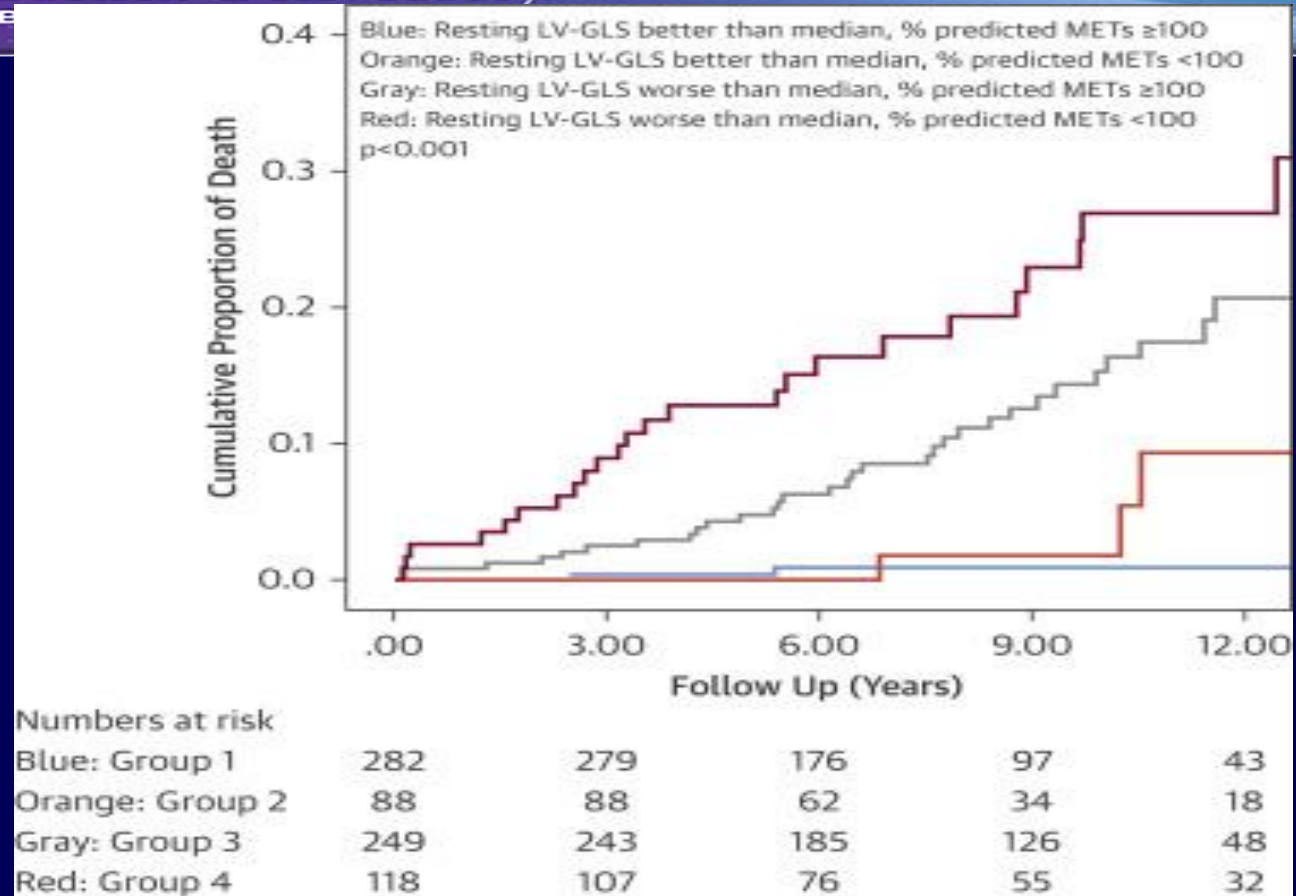 0.4
Blue: Resting LV-GLS better than median, % predicted METs ≥100
Orange: Resting LV-GLS better than median, % predicted METs <100
Gray: Resting LV-GLS worse than median, % predicted METs ≥100
Red: Resting LV-GLS worse than median, % predicted METs <100
p<0.001
0.3
0.2
0.1
0.0
Cumulative Proportion of Death
.00 3.00 6.00 9.00 12.00
Follow Up (Years)
Numbers at risk
Blue: Group 1 282 279 176 97 43
Orange: Group 2 88 88 62 34 18
Gray: Group 3 249 243 185 126 48
Red: Group 4 118 107 76 55 32